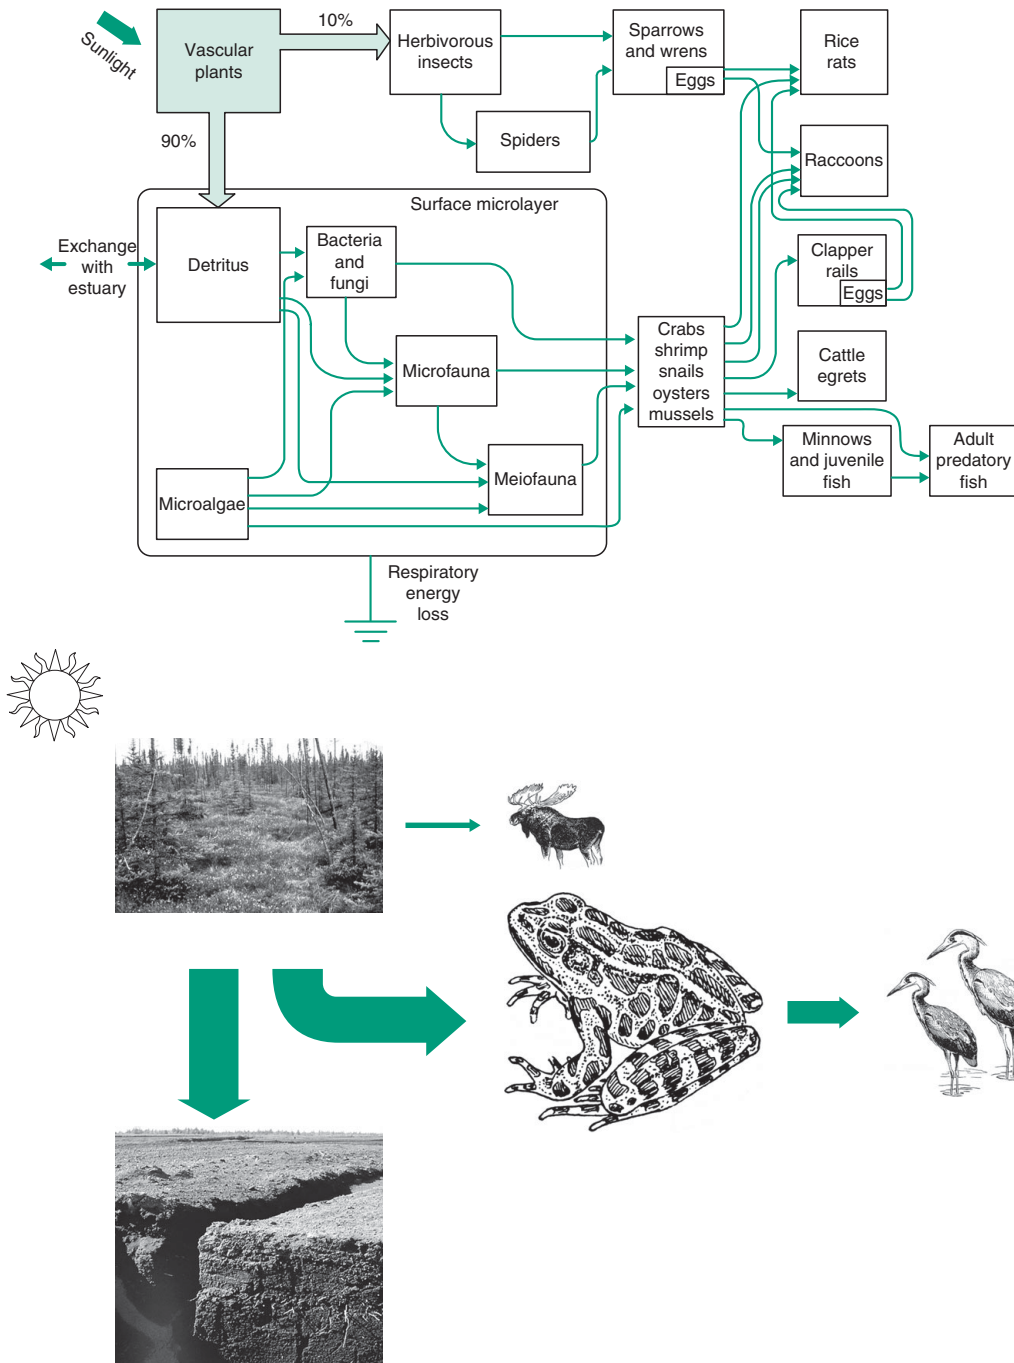 Sunlight
Vascular
plants
10%
90%
Herbivorous
insects
Spiders
Sparrows
and wrens
Eggs
Rice
rats
Raccoons
Surface microlayer
Exchange
with
estuary
Detritus
Bacteria
and
fungi
Microfauna
Meiofauna
Microalgae
Clapper
rails
Eggs
Crabs
shrimp
snails
oysters
mussels
Cattle
egrets
Minnows
and juvenile
fish
Adult
predatory
fish
Respiratory
energy
loss